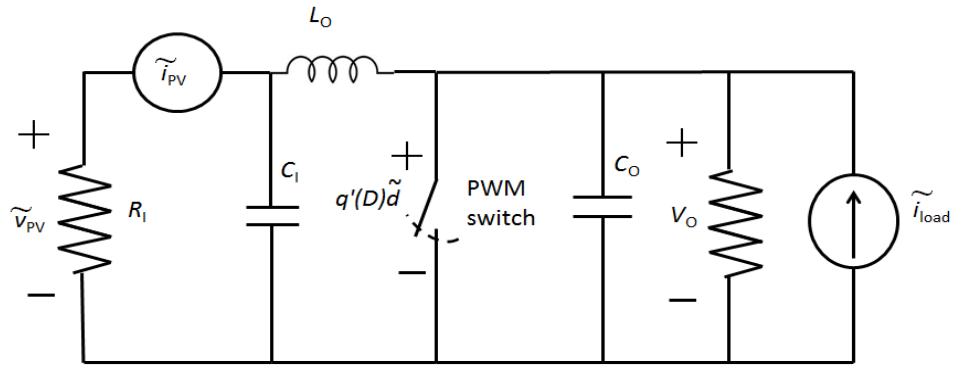 L_O
ĩ_PV
+
+
+
C_I
C_O
q'(D)d̃
PWM
switch
ṽ_PV
R_I
V_O
ĩ_load
−
−
−